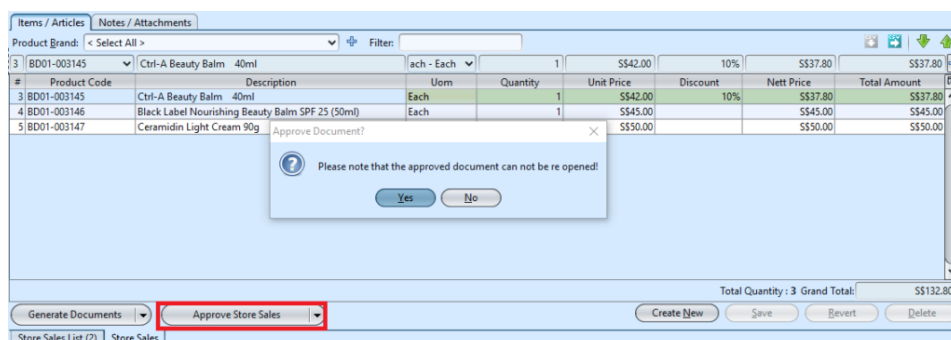 Items / Articles Notes / Attachments
Product Brand: < Select All > Filter:
3 BD01-003145 Ctrl-A Beauty Balm 40ml ach - Each 1 S$42.00 10% S$37.80 S$37.80
# Product Code Description Uom Quantity Unit Price Discount Nett Price Total Amount
3 BD01-003145 Ctrl-A Beauty Balm 40ml Each 1 S$42.00 10% S$37.80 S$37.80
4 BD01-003146 Black Label Nourishing Beauty Balm SPF 25 (50ml) Each 1 S$45.00 S$45.00 S$45.00
5 BD01-003147 Ceramidin Light Cream 90g S$50.00 S$50.00 S$50.00
Approve Document?
Please note that the approved document can not be re opened!
Yes No
Total Quantity : 3 Grand Total: S$132.80
Generate Documents Approve Store Sales Create New Save Revert Delete
Store Sales List (2) Store Sales